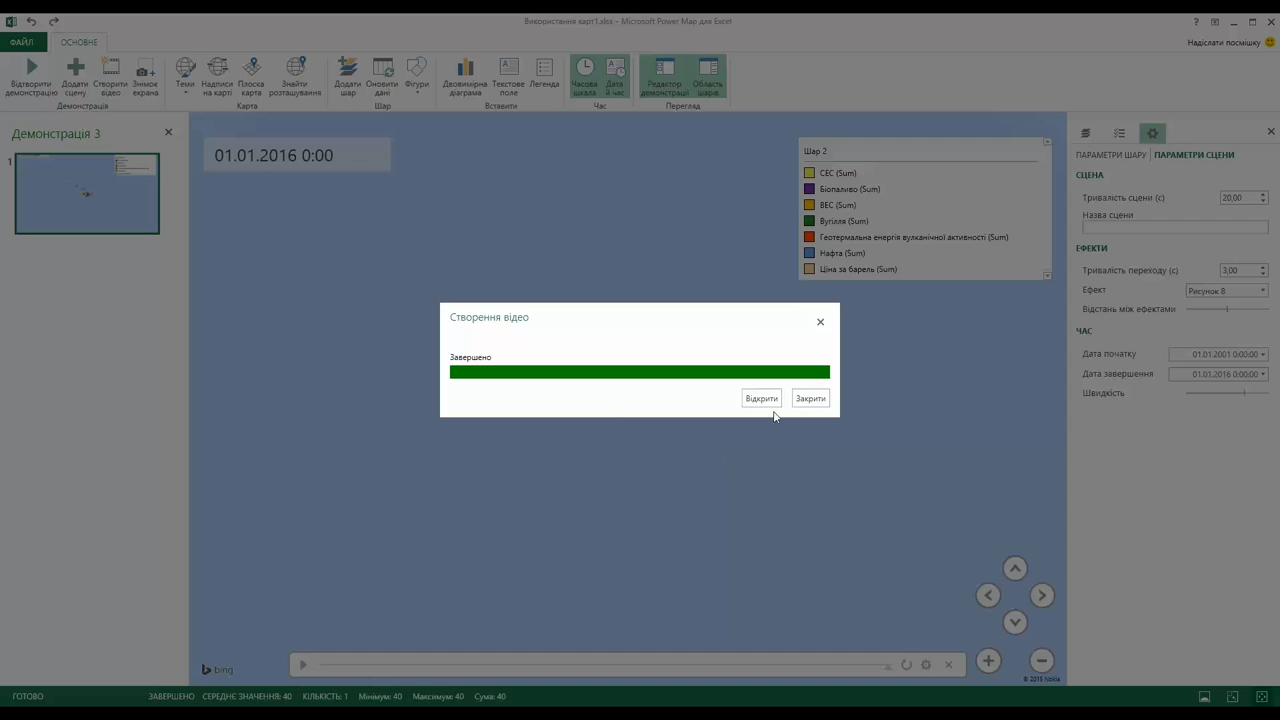 Використання карт1.xlsx – Microsoft Power Map для Excel
ФАЙЛ
ОСНОВНЕ
Надіслати посмішку
Відтворити демонстрацію
Додати сцену
Створити відео
Знімок екрана
Теми
Надписи на карті
Плоска карта
Знайти розташування
Додати шар
Оновити дані
Фігури
Двовимірна діаграма
Текстове поле
Легенда
Часова шкала
Дата й час
Редактор демонстрації
Область шарів
Демонстрація
Карта
Шар
Вставити
Час
Перегляд
Демонстрація 3
1
01.01.2016 0:00
Шар 2
СЕС (Sum)
Біопаливо (Sum)
ВЕС (Sum)
Вугілля (Sum)
Геотермальна енергія вулканічної активності (Sum)
Нафта (Sum)
Ціна за барель (Sum)
ПАРАМЕТРИ ШАРУ
ПАРАМЕТРИ СЦЕНИ
СЦЕНА
Тривалість сцени (с) 20,00
Назва сцени
ЕФЕКТИ
Тривалість переходу (с) 3,00
Ефект Рисунок 8
Відстань між ефектами
ЧАС
Дата початку 01.01.2001 0:00:00
Дата завершення 01.01.2016 0:00:00
Швидкість
Створення відео
Завершено
Відкрити
Закрити
bing
© 2015 Nokia
ГОТОВО
ЗАВЕРШЕНО СЕРЕДНЄ ЗНАЧЕННЯ: 40 КІЛЬКІСТЬ: 1 Мінімум: 40 Максимум: 40 Сума: 40